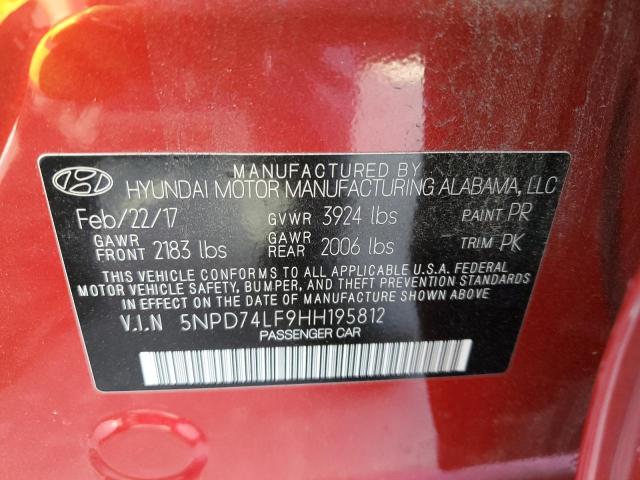 MANUFACTURED BY
HYUNDAI MOTOR MANUFACTURING ALABAMA, LLC
Feb/22/17 GVWR 3924 lbs PAINT PR
GAWR FRONT 2183 lbs GAWR REAR 2006 lbs TRIM PK
THIS VEHICLE CONFORMS TO ALL APPLICABLE U.S.A. FEDERAL
MOTOR VEHICLE SAFETY, BUMPER, AND THEFT PREVENTION STANDARDS
IN EFFECT ON THE DATE OF MANUFACTURE SHOWN ABOVE.
V.I.N 5NPD74LF9HH195812
PASSENGER CAR